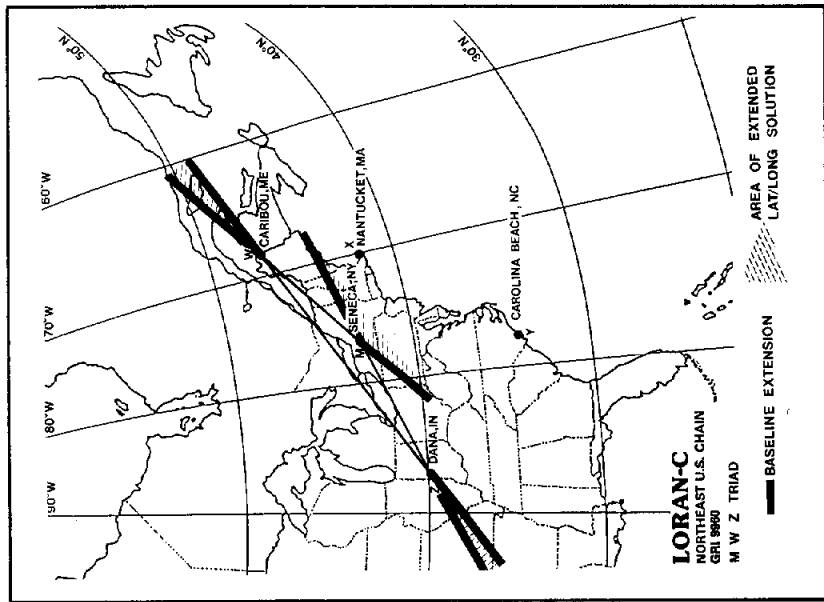 60°W
50°N
40°N
30°N
70°W
80°W
90°W
W
CARIBOU, ME
SENECA, NY
M
X
NANTUCKET, MA
DANA, IN
CAROLINA BEACH, NC
Y
LORAN-C
NORTHEAST U.S. CHAIN
GRI 9960
M W Z TRIAD
BASELINE EXTENSION
AREA OF EXTENDED
LAT/LONG SOLUTION